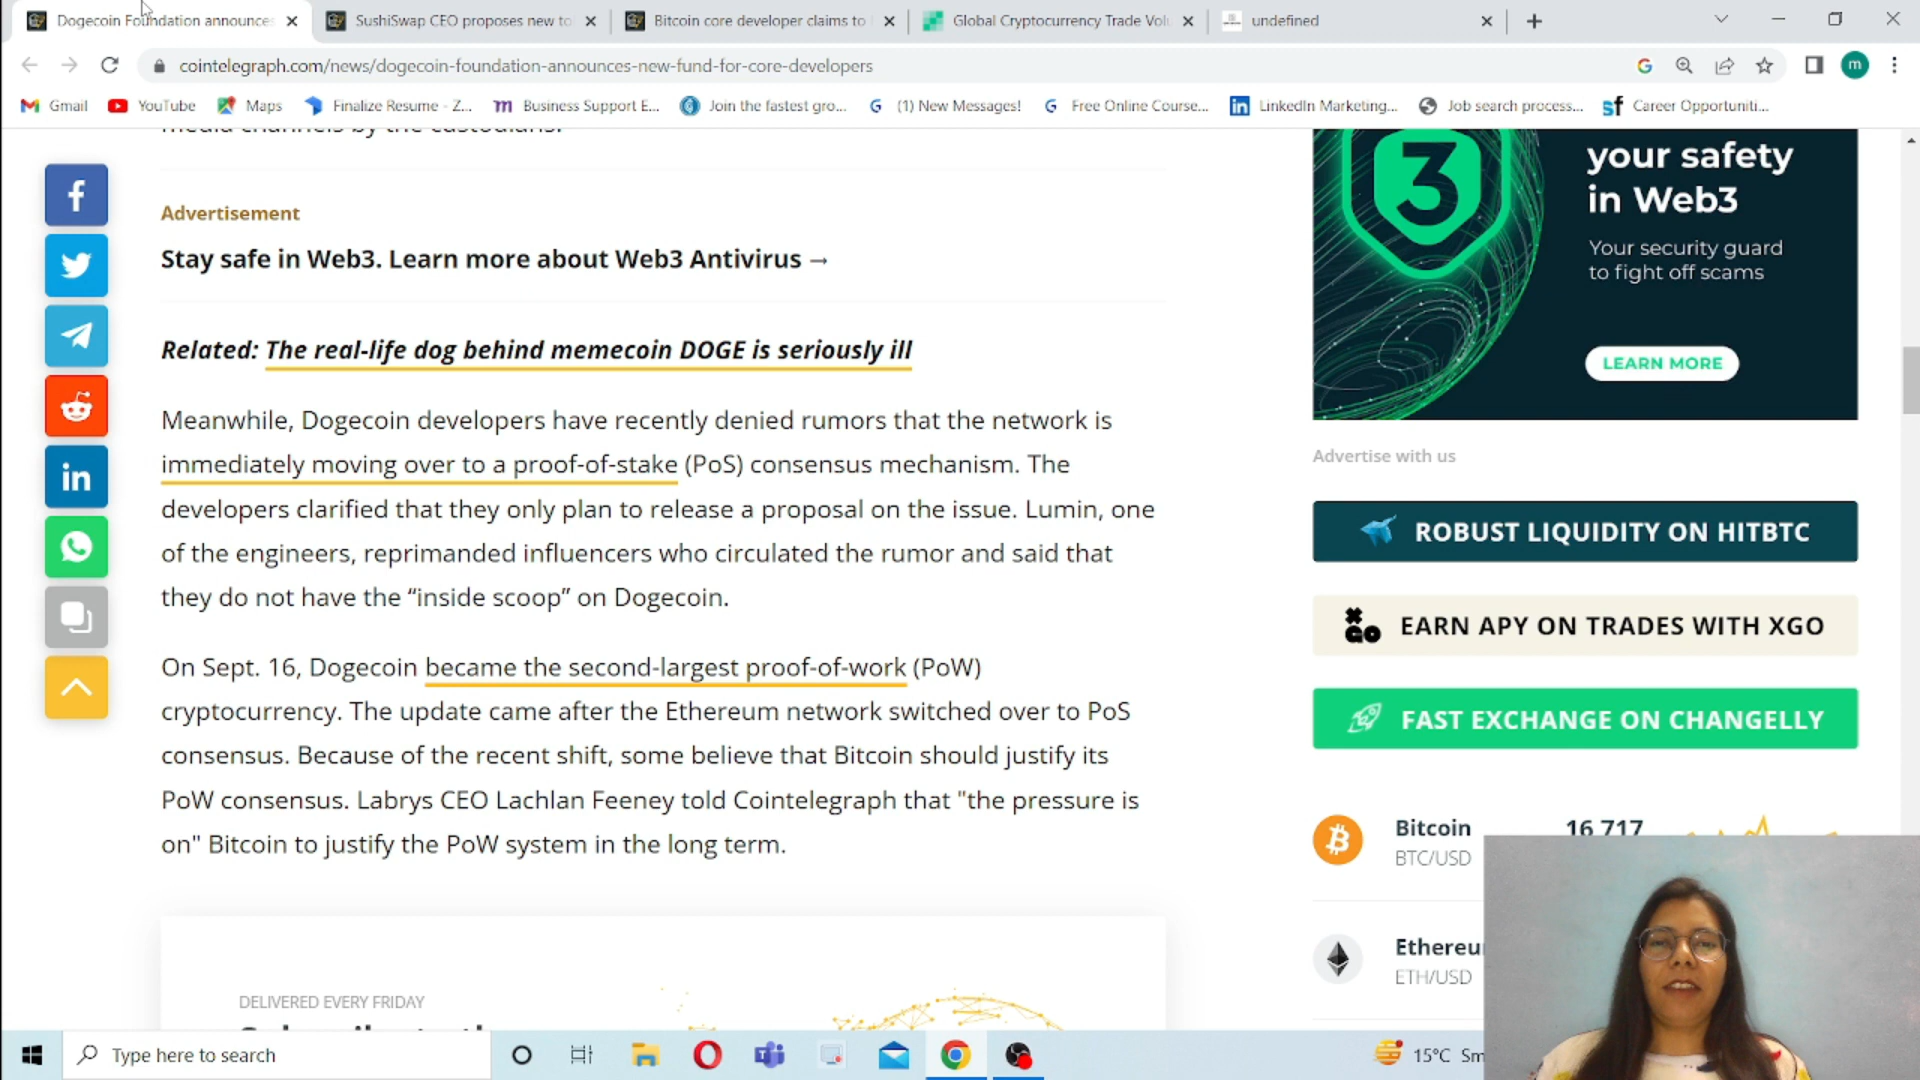 Dogecoin Foundation announces
SushiSwap CEO proposes new to
Bitcoin core developer claims to
Global Cryptocurrency Trade Vol
undefined
cointelegraph.com/news/dogecoin-foundation-announces-new-fund-for-core-developers
m
Gmail
YouTube
Maps
Finalize Resume - Z...
Business Support E...
Join the fastest gro...
(1) New Messages!
Free Online Course...
LinkedIn Marketing...
Job search process...
Career Opportuniti...
media channels by the custodians.
Advertisement
Stay safe in Web3. Learn more about Web3 Antivirus →
Related: The real-life dog behind memecoin DOGE is seriously ill
Meanwhile, Dogecoin developers have recently denied rumors that the network is
immediately moving over to a proof-of-stake (PoS) consensus mechanism. The
developers clarified that they only plan to release a proposal on the issue. Lumin, one
of the engineers, reprimanded influencers who circulated the rumor and said that
they do not have the “inside scoop” on Dogecoin.
On Sept. 16, Dogecoin became the second-largest proof-of-work (PoW)
cryptocurrency. The update came after the Ethereum network switched over to PoS
consensus. Because of the recent shift, some believe that Bitcoin should justify its
PoW consensus. Labrys CEO Lachlan Feeney told Cointelegraph that "the pressure is
on" Bitcoin to justify the PoW system in the long term.
DELIVERED EVERY FRIDAY
3
your safety
in Web3
Your security guard
to fight off scams
LEARN MORE
Advertise with us
ROBUST LIQUIDITY ON HITBTC
XGO
EARN APY ON TRADES WITH XGO
FAST EXCHANGE ON CHANGELLY
Bitcoin
16 717
BTC/USD
Ethereu
ETH/USD
Type here to search
15°C Sm